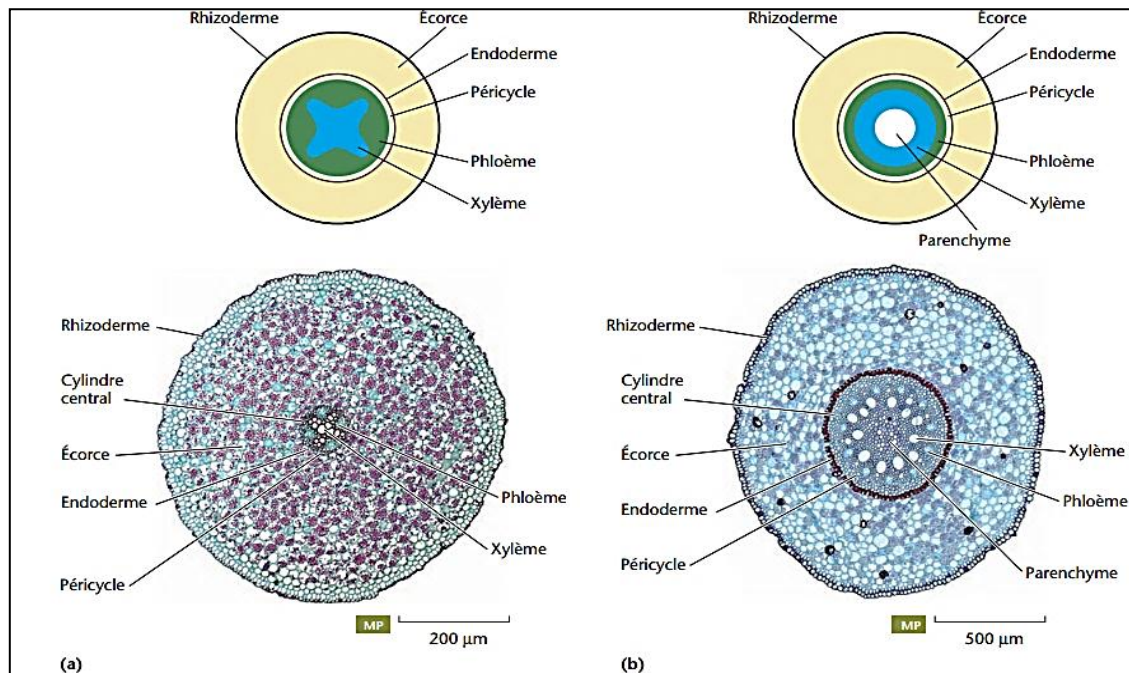 Rhizoderme
Écorce
Endoderme
Péricycle
Phloème
Xylème
Rhizoderme
Écorce
Endoderme
Péricycle
Phloème
Xylème
Parenchyme
Rhizoderme
Cylindre
central
Écorce
Endoderme
Péricycle
Phloème
Xylème
MP
200 µm
(a)
Rhizoderme
Cylindre
central
Écorce
Endoderme
Péricycle
Xylème
Phloème
Parenchyme
MP
500 µm
(b)